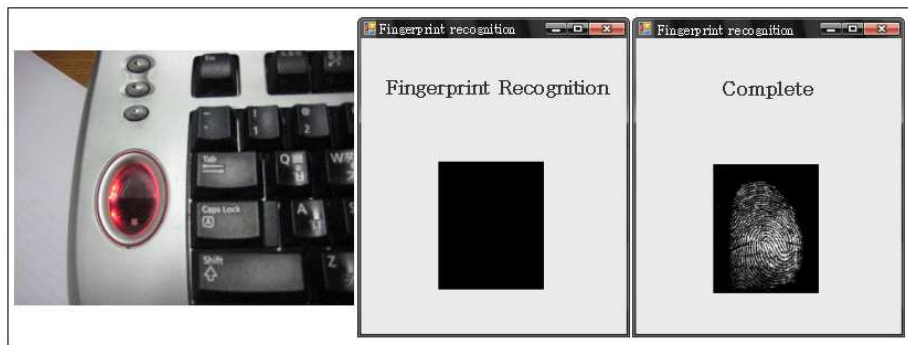 Esc
~
`
!
1
@
2
Tab
Q
W
Caps Lock
A
A
Shift
Z
Fingerprint recognition
Fingerprint Recognition
Fingerprint recognition
Complete